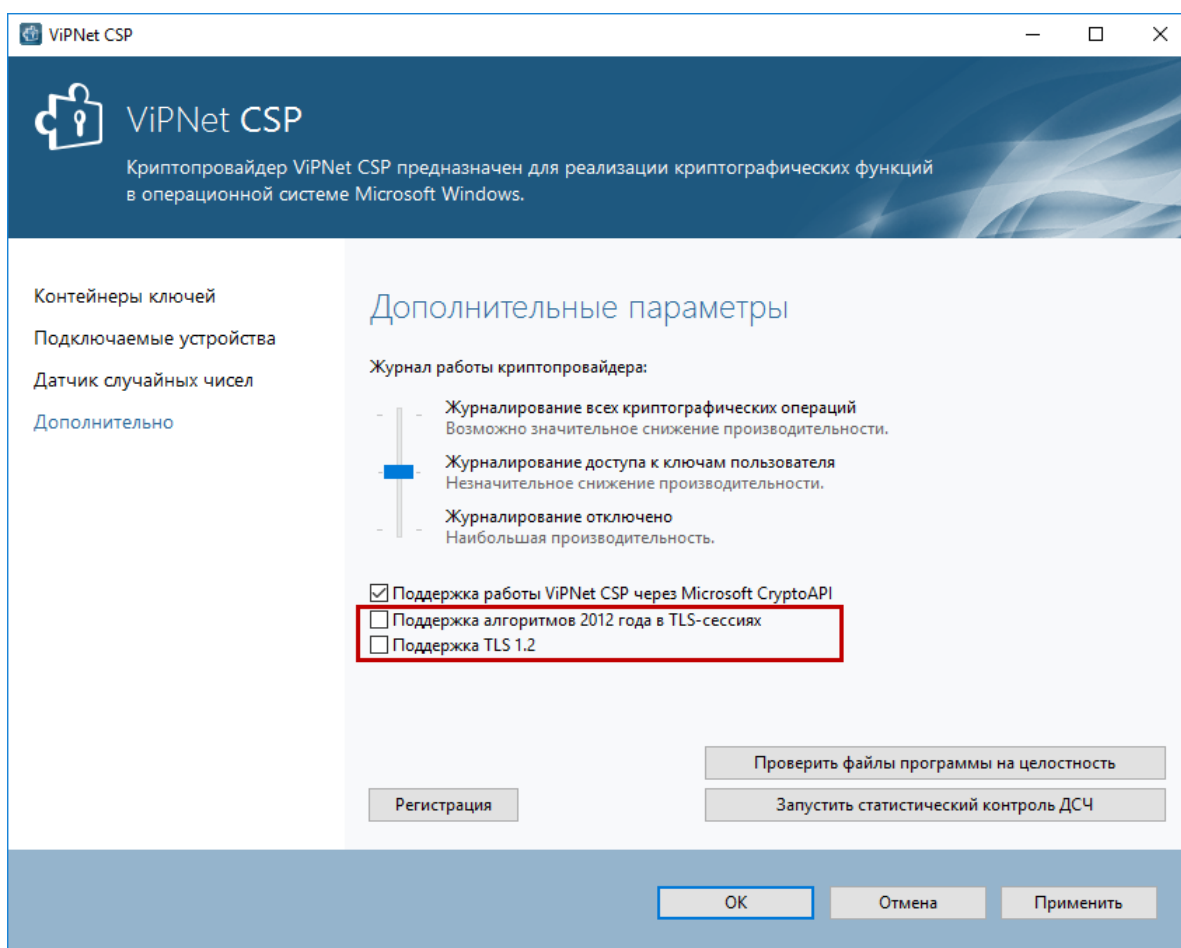 ViPNet CSP
ViPNet CSP
Криптопровайдер ViPNet CSP предназначен для реализации криптографических функций
в операционной системе Microsoft Windows.
Контейнеры ключей
Подключаемые устройства
Датчик случайных чисел
Дополнительно
Дополнительные параметры
Журнал работы криптопровайдера:
Журналирование всех криптографических операций
Возможно значительное снижение производительности.
Журналирование доступа к ключам пользователя
Незначительное снижение производительности.
Журналирование отключено
Наибольшая производительность.
Поддержка работы ViPNet CSP через Microsoft CryptoAPI
Поддержка алгоритмов 2012 года в TLS-сессиях
Поддержка TLS 1.2
Проверить файлы программы на целостность
Регистрация
Запустить статистический контроль ДСЧ
OK
Отмена
Применить